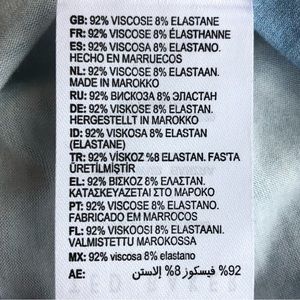 GB: 92% VISCOSE 8% ELASTANE
FR: 92% VISCOSE 8% ÉLASTHANNE
ES: 92% VISCOSA 8% ELASTANO.
HECHO EN MARRUECOS
NL: 92% VISCOSE 8% ELASTAAN.
MADE IN MAROKKO
RU: 92% ВИСКОЗА 8% ЭЛАСТАН
DE: 92% VISKOSE 8% ELASTAN.
HERGESTELLT IN MAROKKO
ID: 92% VISKOSA 8% ELASTAN
(ELASTANE)
TR: %92 VİSKOZ %8 ELASTAN. FAS'TA
ÜRETİLMİŞTİR
EL: 92% ΒΙΣΚΟΖ 8% ΕΛΑΣΤΑΝ.
ΚΑΤΑΣΚΕΥΑΖΕΤΑΙ ΣΤΟ ΜΑΡΟΚΟ
PT: 92% VISCOSE 8% ELASTANO.
FABRICADO EM MARROCOS
FL: 92% VISKOOSI 8% ELASTAANI.
VALMISTETTU MAROKOSSA
MX: 92% viscosa 8% elastano
AE: 92% فيسكوز 8% إلاستن